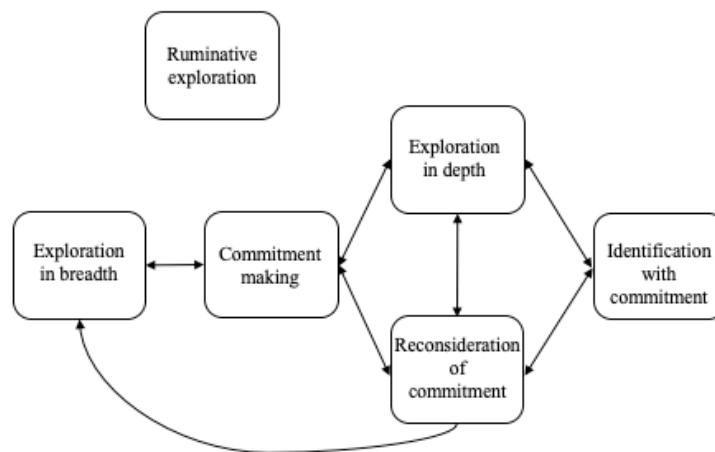 Ruminative
exploration
Exploration
in depth
Exploration
in breadth
Commitment
making
Identification
with
commitment
Reconsideration
of
commitment